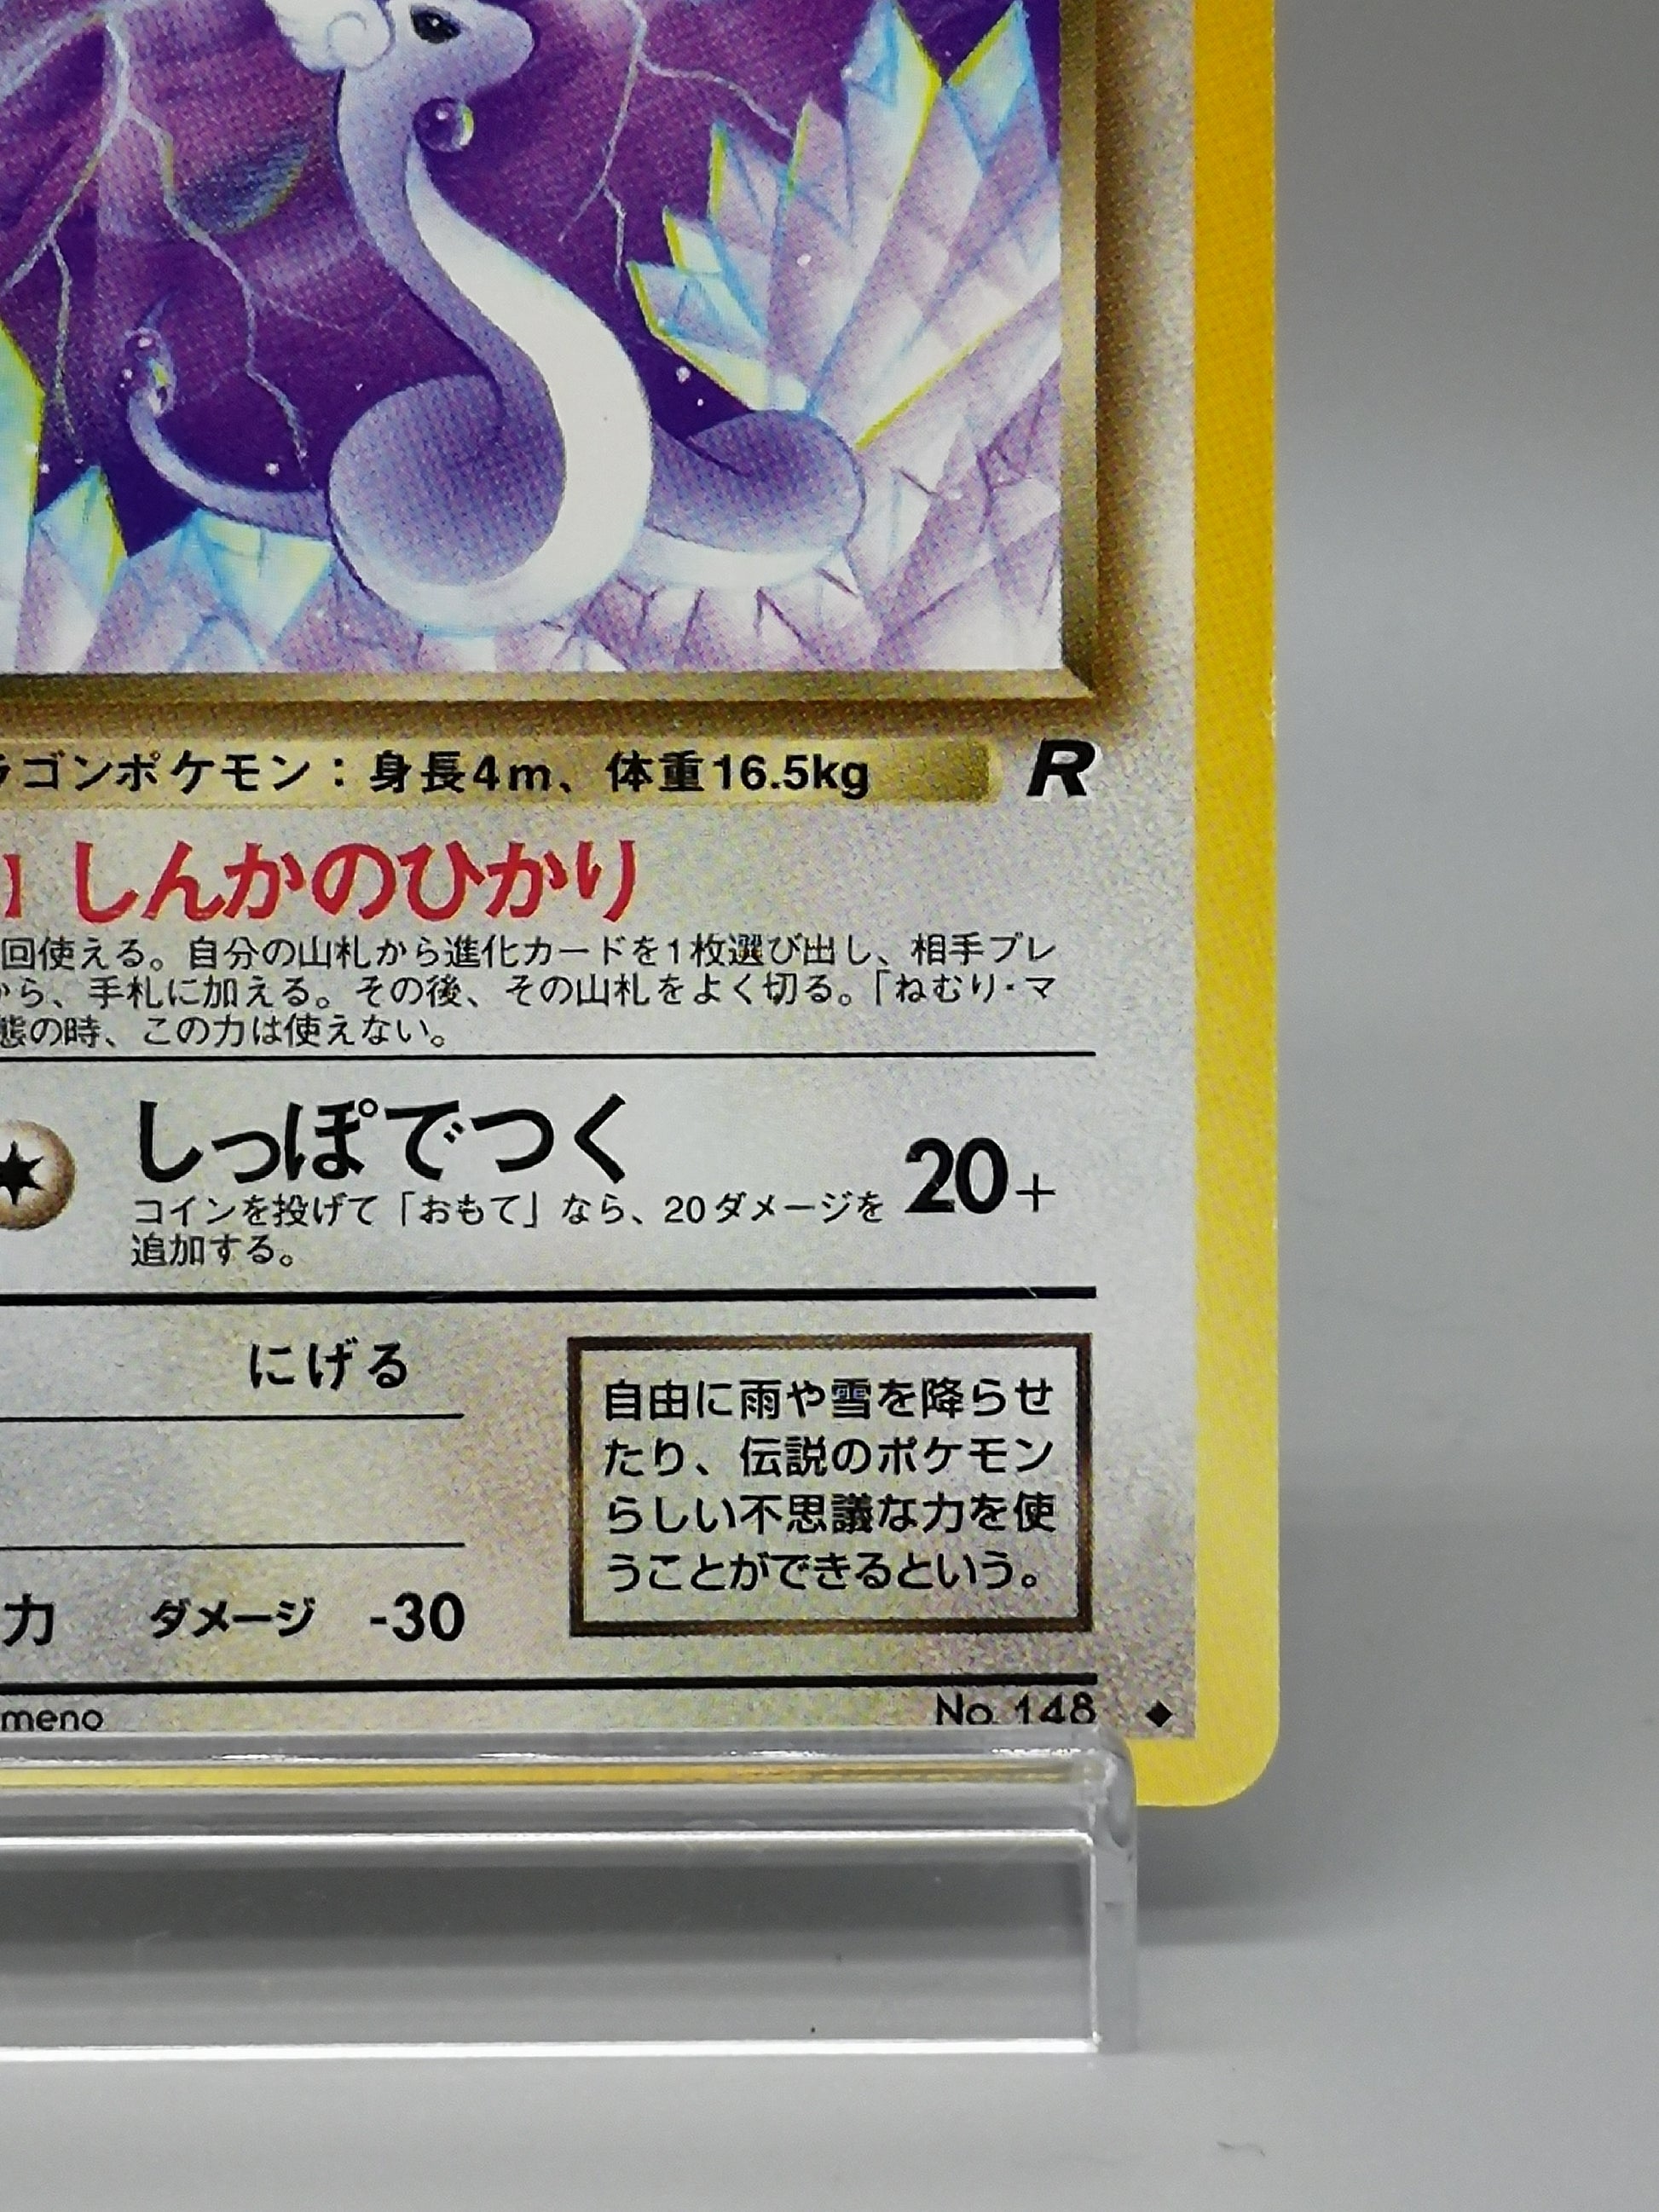 ラゴンポケモン：身長4m、体重16.5kg
R
】しんかのひかり
回使える。自分の山札から進化カードを1枚選び出し、相手プレ
から、手札に加える。その後、その山札をよく切る。「ねむり・マ
態の時、この力は使えない。
しっぽでつく
20+
コインを投げて「おもて」なら、20ダメージを
追加する。
にげる
自由に雨や雪を降らせ
たり、伝説のポケモン
らしい不思議な力を使
うことができるという。
力 ダメージ -30
meno
No. 148 ◆